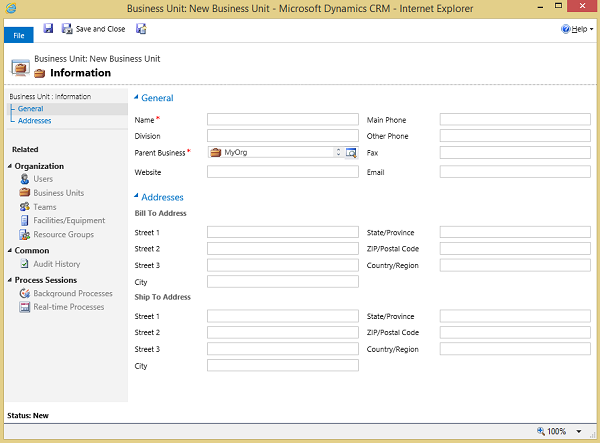 Business Unit: New Business Unit - Microsoft Dynamics CRM - Internet Explorer
File
Save and Close
Help
Business Unit: New Business Unit
Information
Business Unit : Information
General
Addresses
Related
Organization
Users
Business Units
Teams
Facilities/Equipment
Resource Groups
Common
Audit History
Process Sessions
Background Processes
Real-time Processes
General
Name* Main Phone
Division Other Phone
Parent Business* MyOrg Fax
Website Email
Addresses
Bill To Address
Street 1 State/Province
Street 2 ZIP/Postal Code
Street 3 Country/Region
City
Ship To Address
Street 1 State/Province
Street 2 ZIP/Postal Code
Street 3 Country/Region
City
Status: New
100%